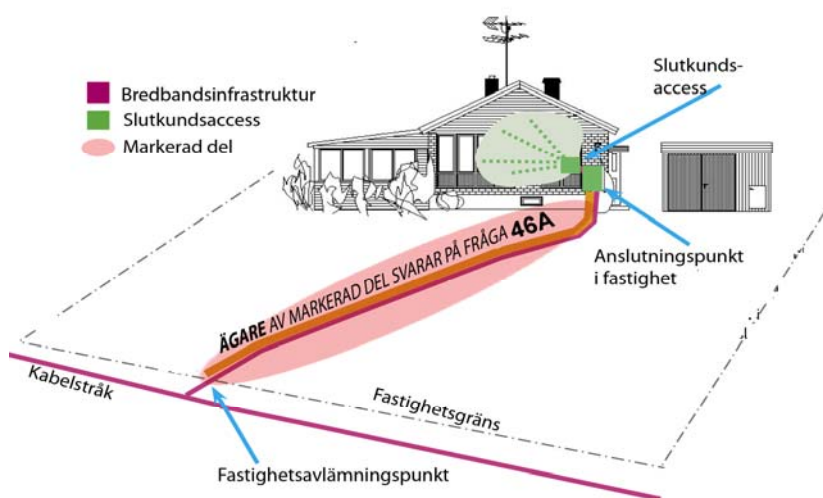 Slutkunds-
access
Bredbandsinfrastruktur
Slutkundsaccess
Markerad del
Anslutningspunkt
i fastighet
ÄGARE AV MARKERAD DEL SVARAR PÅ FRÅGA 46A
Kabelstråk
Fastighetsgräns
Fastighetsavlämningspunkt